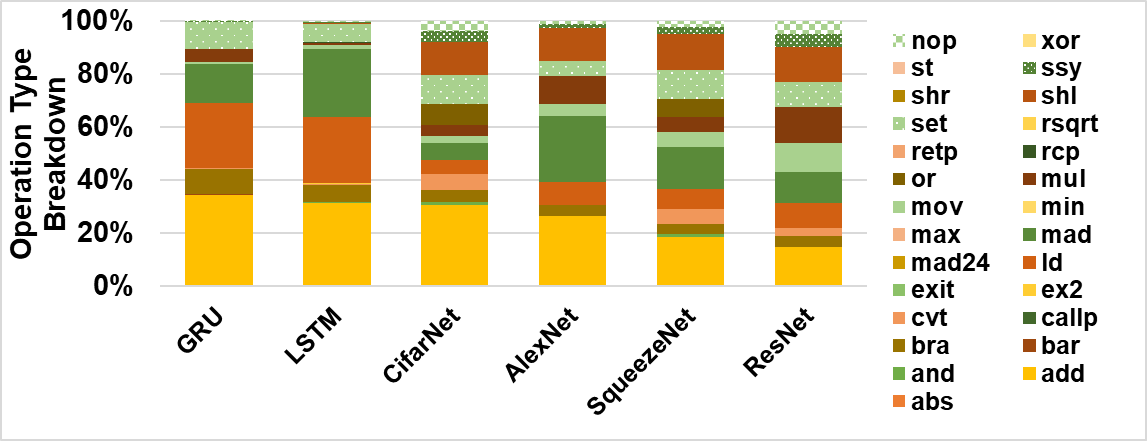 Operation Type
Breakdown
100%
80%
60%
40%
20%
0%
GRU
LSTM
CifarNet
AlexNet
SqueezeNet
ResNet
nop xor
st ssy
shr shl
set rsqrt
retp rcp
or mul
mov min
max mad
mad24 ld
exit ex2
cvt callp
bra bar
and add
abs